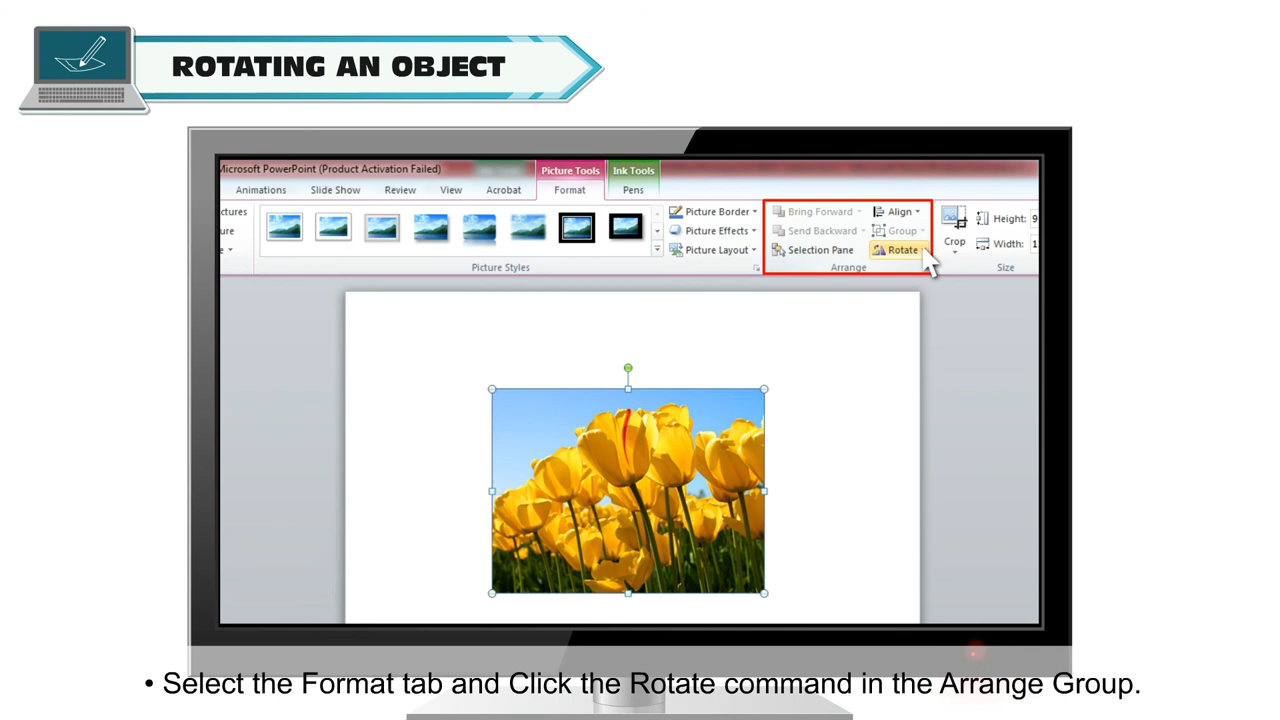 ROTATING AN OBJECT
Microsoft PowerPoint (Product Activation Failed)
Picture Tools
Ink Tools
Animations Slide Show Review View Acrobat Format Pens
ctures
ure
e
Picture Border
Picture Effects
Picture Layout
Picture Styles
Bring Forward
Send Backward
Selection Pane
Align
Group
Rotate
Arrange
Crop
Height: 9
Width: 1
Size
• Select the Format tab and Click the Rotate command in the Arrange Group.